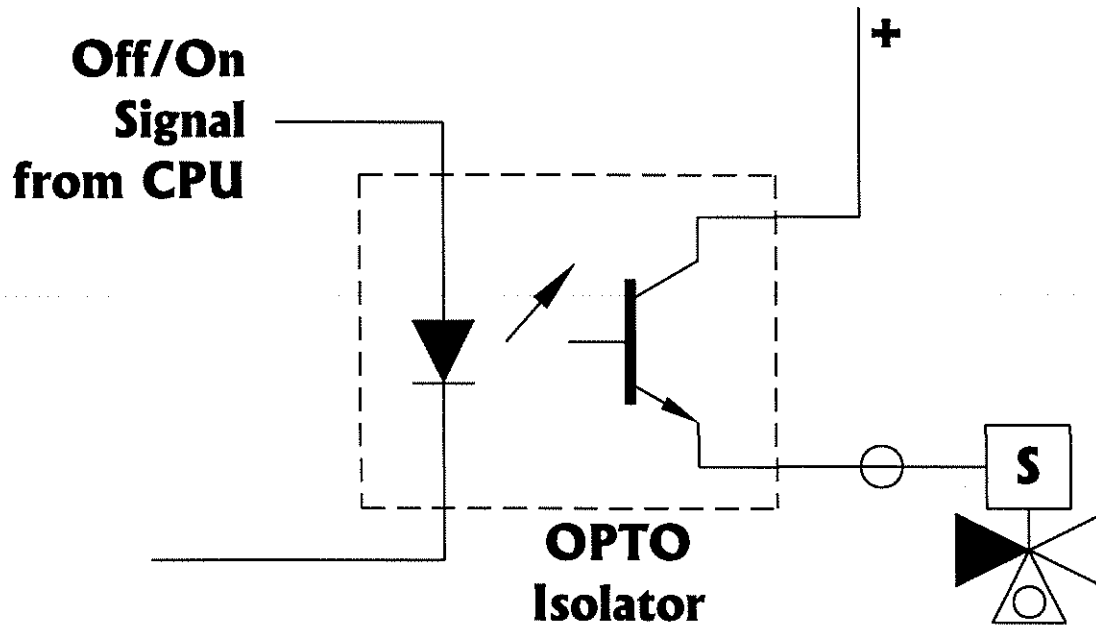 Off/On
Signal
from CPU
+
S
OPTO
Isolator